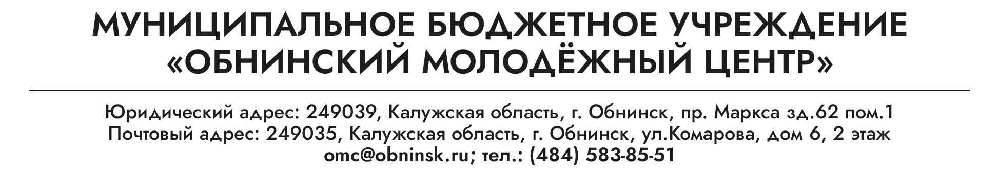 МУНИЦИПАЛЬНОЕ БЮДЖЕТНОЕ УЧРЕЖДЕНИЕ
«ОБНИНСКИЙ МОЛОДЁЖНЫЙ ЦЕНТР»
Юридический адрес: 249039, Калужская область, г. Обнинск, пр. Маркса зд.62 пом.1
Почтовый адрес: 249035, Калужская область, г. Обнинск, ул.Комарова, дом 6, 2 этаж
omc@obninsk.ru; тел.: (484) 583-85-51